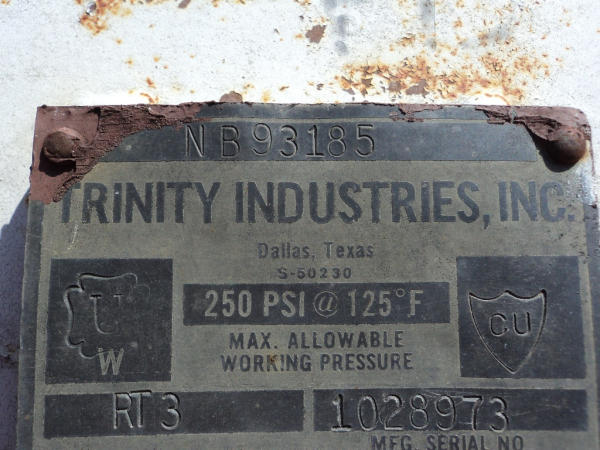 NB93185
TRINITY INDUSTRIES, INC.
Dallas, Texas
S-50230
250 PSI @ 125°F
U
W
CU
MAX. ALLOWABLE
WORKING PRESSURE
RT3
1028973
MFG. SERIAL NO